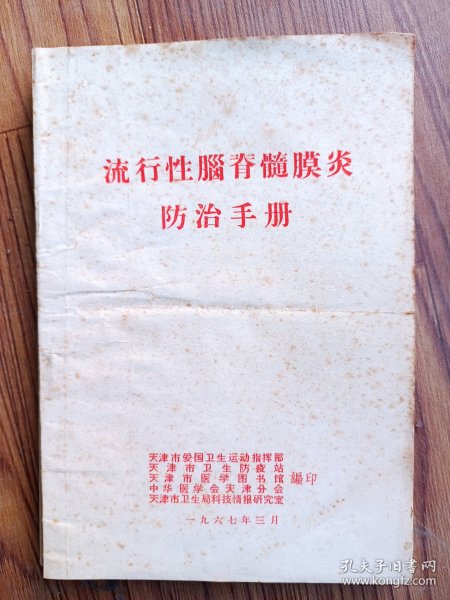 流行性腦脊髓膜炎
防治手册
天津市爱国卫生运动指挥部
天津市卫生防疫站
天津市医学图书馆
中华医学会天津分会
天津市卫生局科技情报研究室
編印
一九六七年三月
孔夫子旧书网
www.kongfz.com